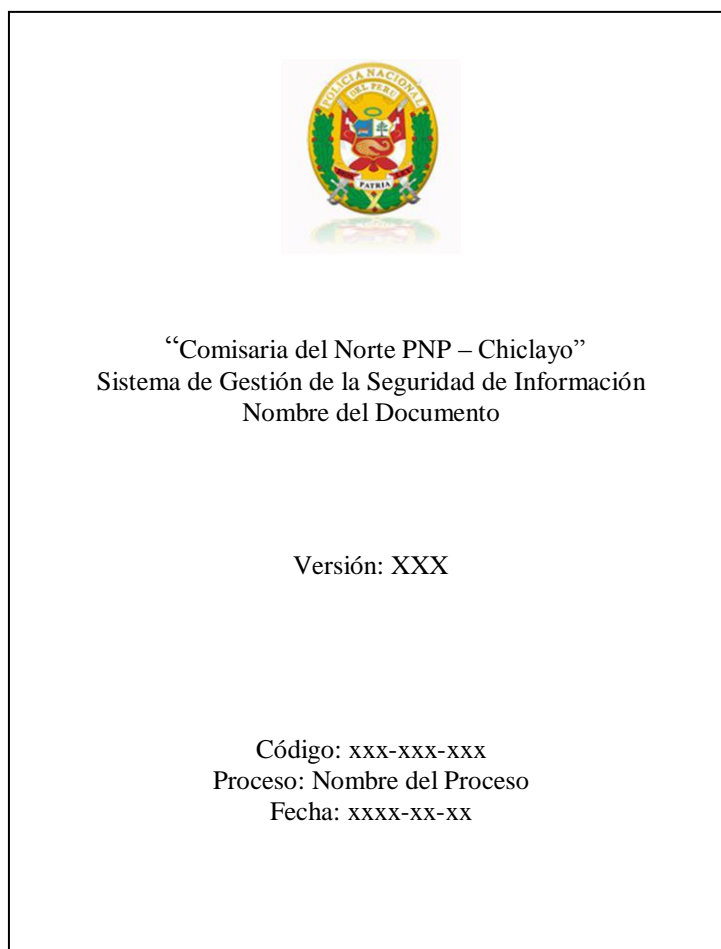 POLICIA NACIONAL
DEL PERU
PATRIA
“Comisaria del Norte PNP – Chiclayo”
Sistema de Gestión de la Seguridad de Información
Nombre del Documento
Versión: XXX
Código: xxx-xxx-xxx
Proceso: Nombre del Proceso
Fecha: xxxx-xx-xx